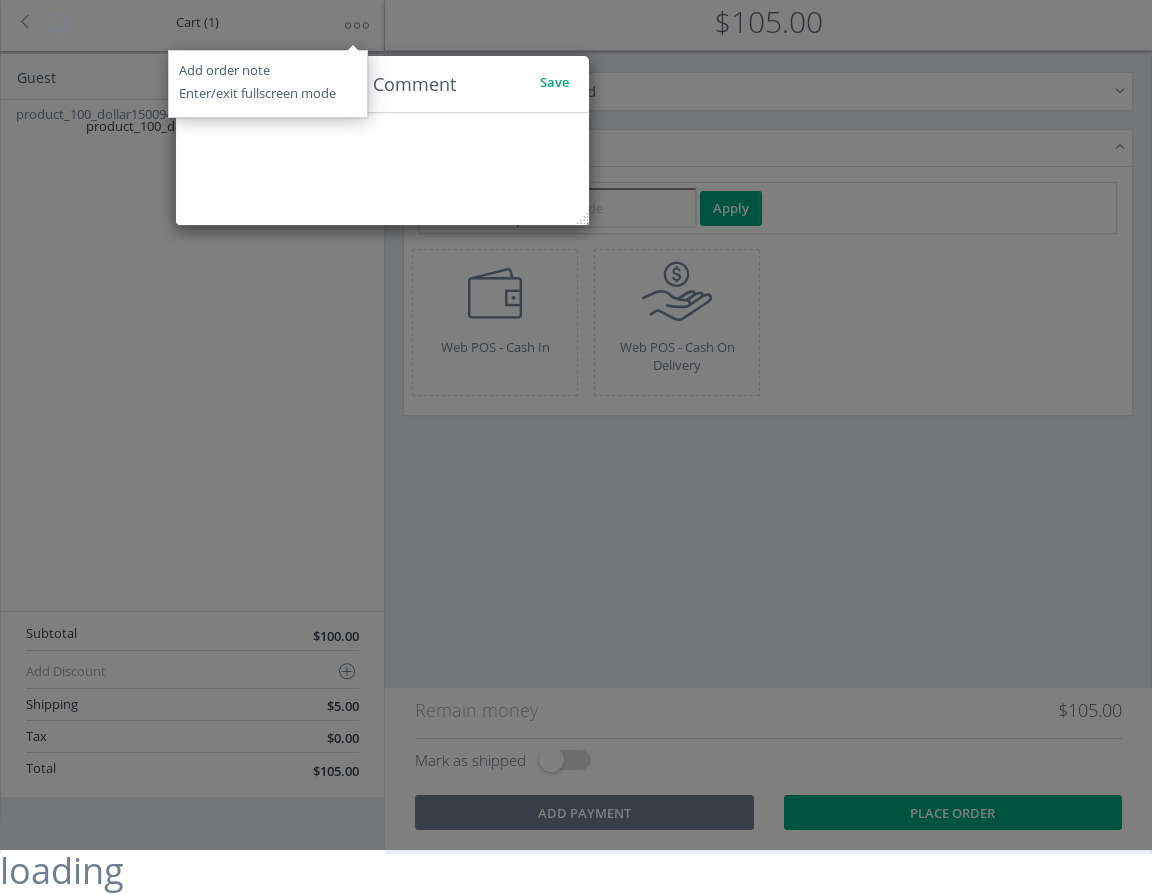 Cart (1)
$105.00
Add order note
Enter/exit fullscreen mode
Comment
Save
Guest
product_100_dollar15009
product_100_d
d
de
Apply
Web POS - Cash In
Web POS - Cash On
Delivery
Subtotal
$100.00
Add Discount
Shipping
$5.00
Tax
$0.00
Total
$105.00
Remain money
$105.00
Mark as shipped
ADD PAYMENT
PLACE ORDER
loading